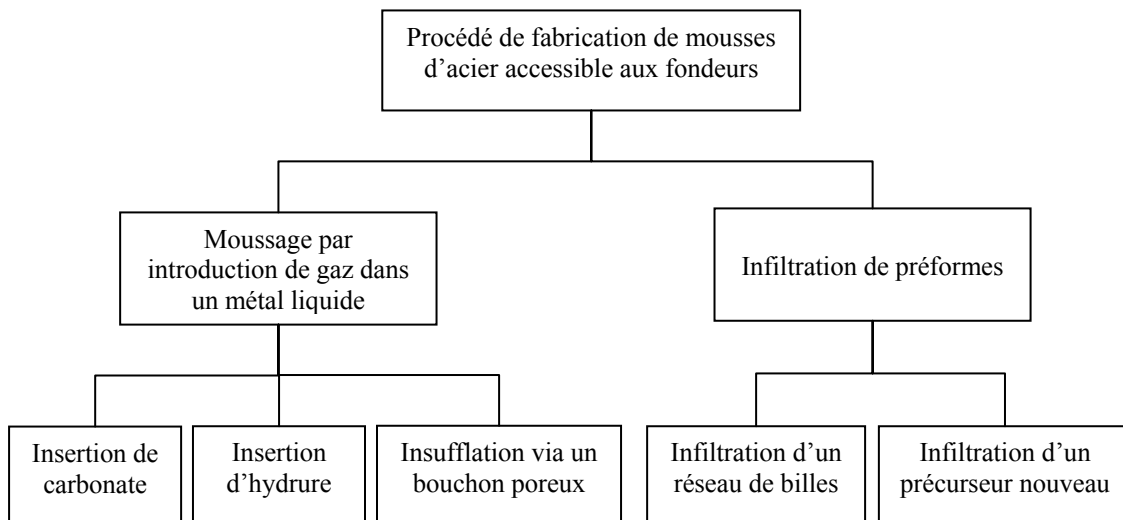 Procédé de fabrication de mousses
d’acier accessible aux fondeurs
Moussage par
introduction de gaz dans
un métal liquide
Infiltration de préformes
Insertion de
carbonate
Insertion
d’hydrure
Insufflation via un
bouchon poreux
Infiltration d’un
réseau de billes
Infiltration d’un
précurseur nouveau